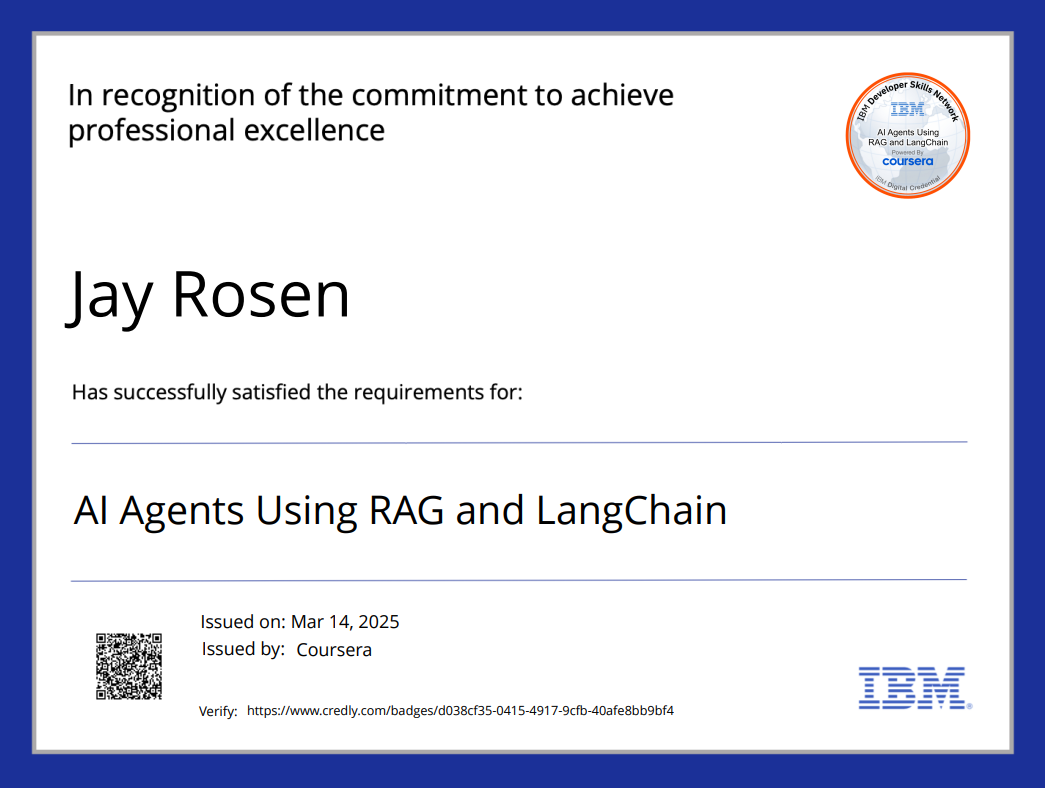 In recognition of the commitment to achieve
professional excellence
IBM Developer Skills Network
IBM
AI Agents Using
RAG and LangChain
Powered By
coursera
IBM Digital Credential
Jay Rosen
Has successfully satisfied the requirements for:
AI Agents Using RAG and LangChain
Issued on: Mar 14, 2025
Issued by: Coursera
Verify: https://www.credly.com/badges/d038cf35-0415-4917-9cfb-40afe8bb9bf4
IBM®